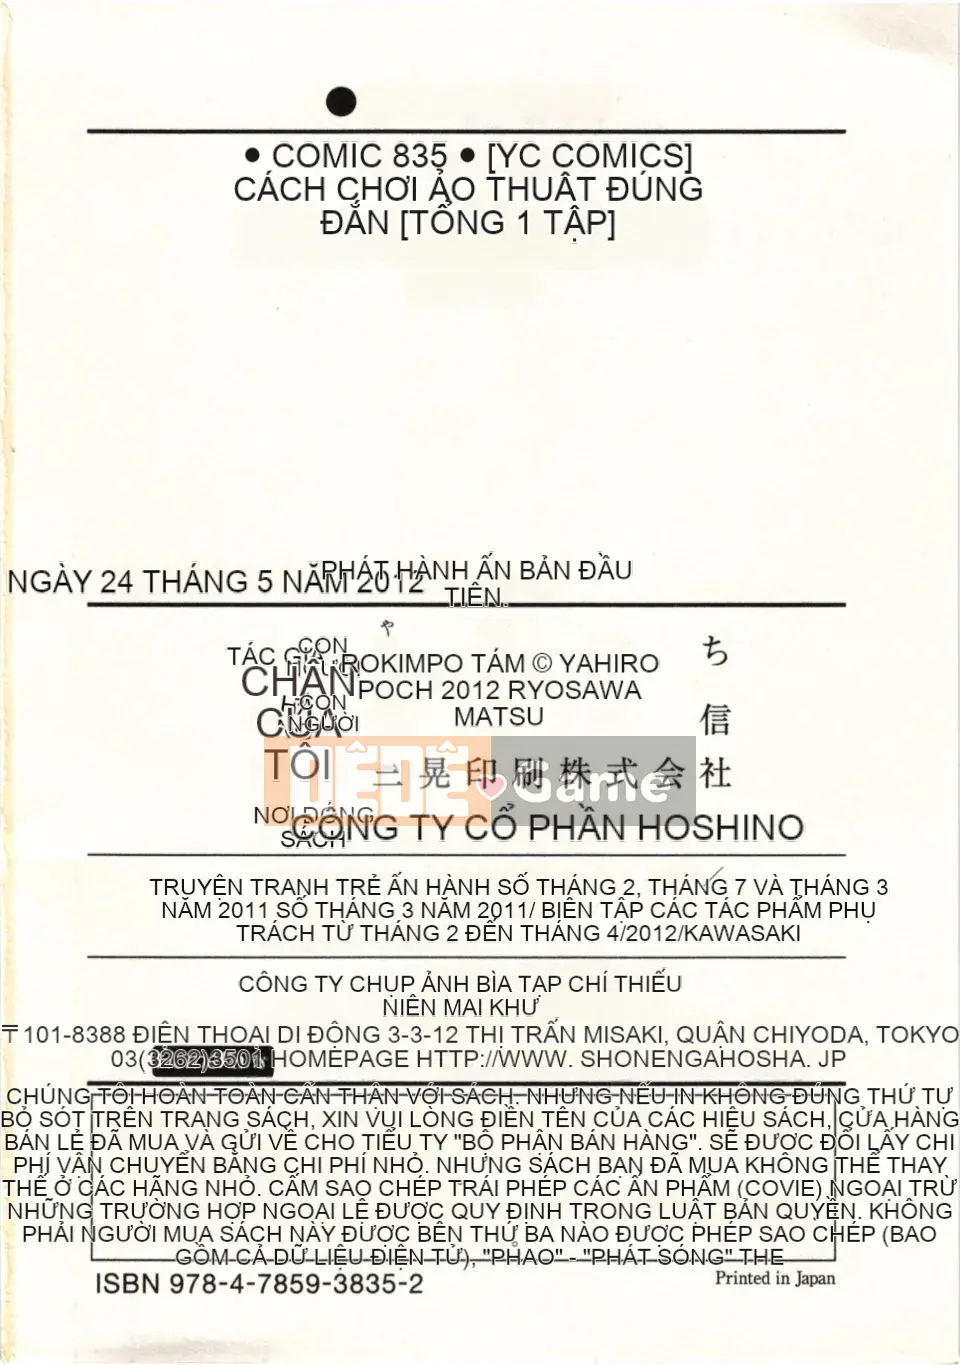 • COMIC 835 • [YC COMICS]
CÁCH CHƠI ẢO THUẬT ĐÚNG
ĐẮN [TỔNG 1 TẬP]
NGÀY 24 THÁNG 5 NĂM 2012
PHÁT HÀNH ẤN BẢN ĐẦU
TIÊN.
や
ち
TÁC GIẢ
CON
ROKIMPO TÁM © YAHIRO
CHÂN
POCH 2012 RYOSAWA
CON
CỦA
NGƯỜI
MATSU
信
TÔI
三晃印刷株式会社
Game
NƠI ĐÓNG
SÁCH
CÔNG TY CỔ PHẦN HOSHINO
TRUYỆN TRANH TRẺ ẤN HÀNH SỐ THÁNG 2, THÁNG 7 VÀ THÁNG 3
NĂM 2011 SỐ THÁNG 3 NĂM 2011/ BIÊN TẬP CÁC TÁC PHẨM PHỤ
TRÁCH TỪ THÁNG 2 ĐẾN THÁNG 4/2012/KAWASAKI
CÔNG TY CHỤP ẢNH BÌA TẠP CHÍ THIẾU
NIÊN MAI KHƯ
〒101-8388 ĐIỆN THOẠI DI ĐỘNG 3-3-12 THỊ TRẤN MISAKI, QUẬN CHIYODA, TOKYO
03(3262)3501 HOMEPAGE HTTP://WWW. SHONENGAHOSHA. JP
CHÚNG TÔI HOÀN TOÀN CẨN THẬN VỚI SÁCH, NHƯNG NẾU IN KHÔNG ĐÚNG THỨ TỰ
BỎ SÓT TRÊN TRANG SÁCH, XIN VUI LÒNG ĐIỀN TÊN CỦA CÁC HIỆU SÁCH, CỬA HÀNG
BÁN LẺ ĐÃ MUA VÀ GỬI VỀ CHO TIỂU TY "BỘ PHẬN BÁN HÀNG". SẼ ĐƯỢC ĐỔI LẤY CHI
PHÍ VẬN CHUYỂN BẰNG CHI PHÍ NHỎ. NHƯNG SÁCH BẠN ĐÃ MUA KHÔNG THỂ THAY
THẾ Ở CÁC HÃNG NHỎ. CẤM SAO CHÉP TRÁI PHÉP CÁC ẤN PHẨM (COVIE) NGOẠI TRỪ
NHỮNG TRƯỜNG HỢP NGOẠI LỆ ĐƯỢC QUY ĐỊNH TRONG LUẬT BẢN QUYỀN. KHÔNG
PHẢI NGƯỜI MUA SÁCH NÀY ĐƯỢC BÊN THỨ BA NÀO ĐƯỢC PHÉP SAO CHÉP (BAO
GỒM CẢ DỮ LIỆU ĐIỆN TỬ), "PHAO" - "PHÁT SÓNG" THE
ISBN 978-4-7859-3835-2
Printed in Japan